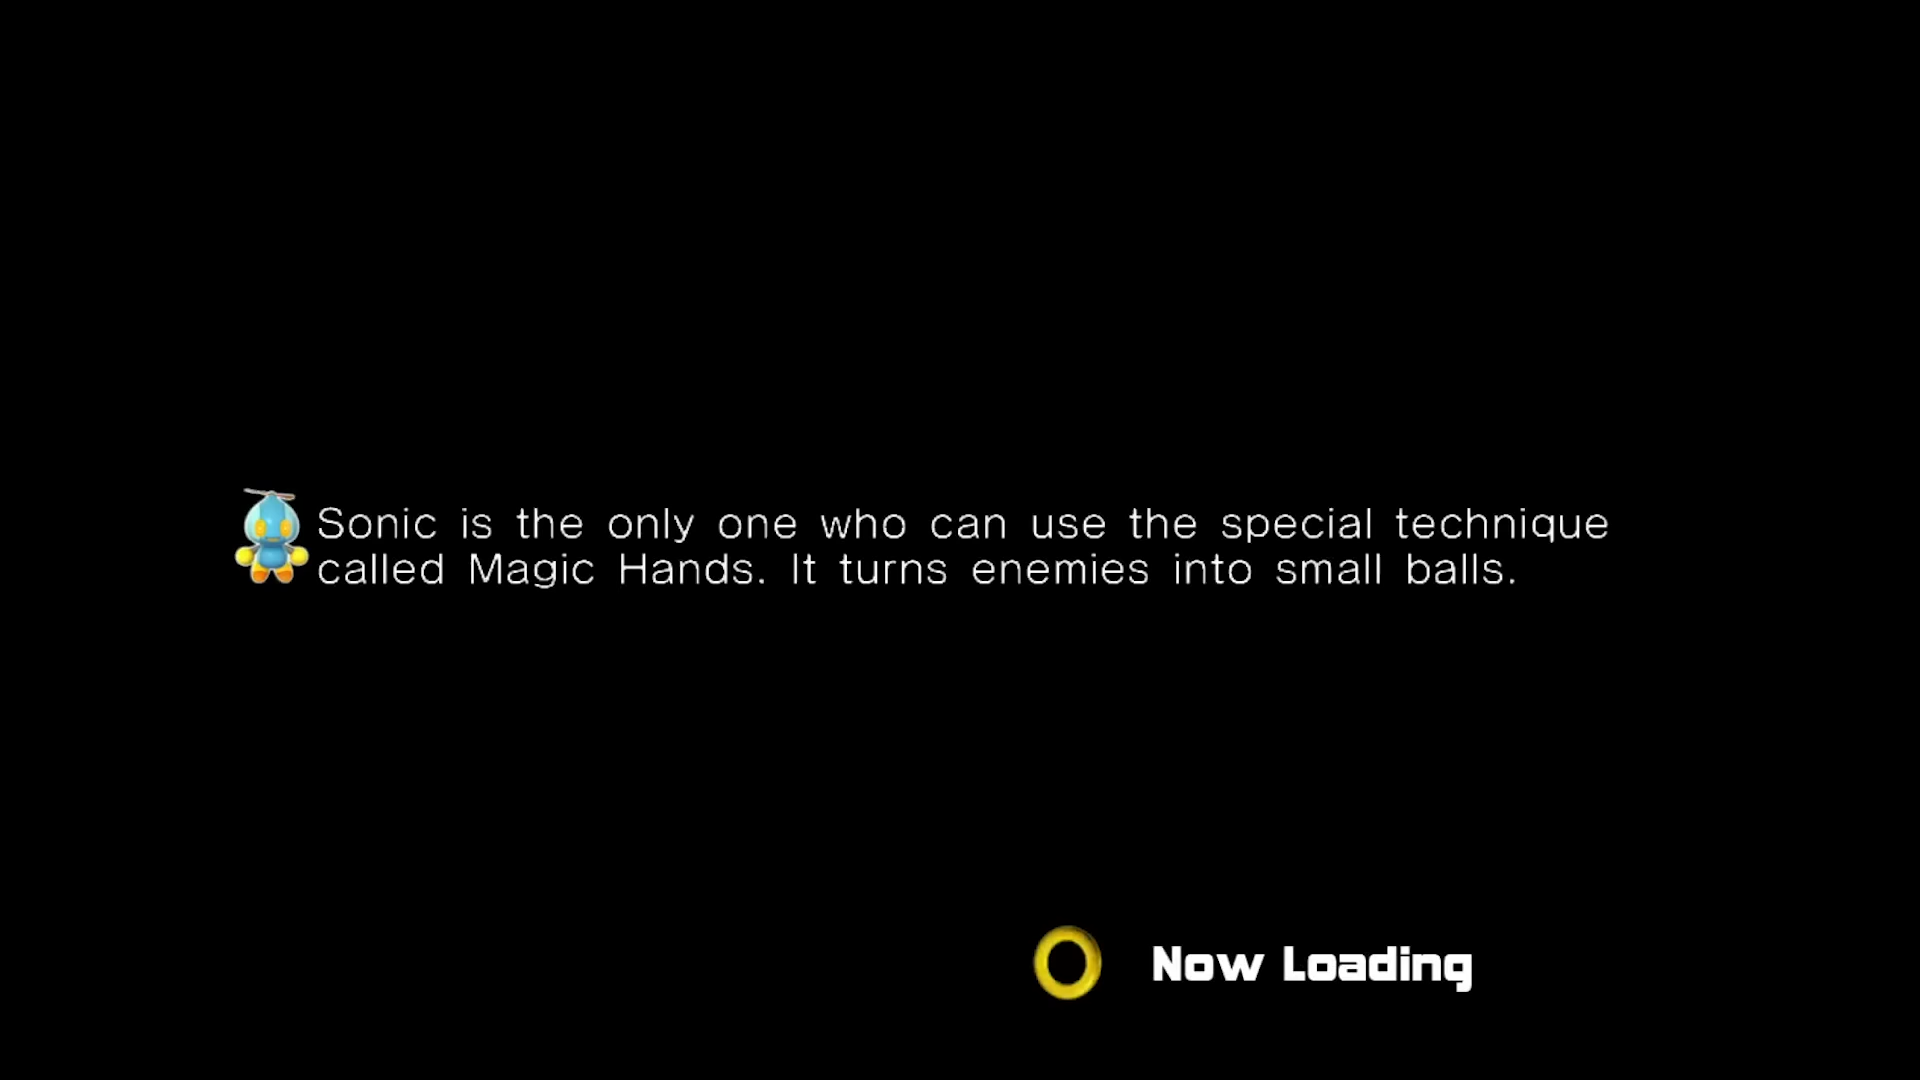 Sonic is the only one who can use the special technique
called Magic Hands. It turns enemies into small balls.
Now Loading